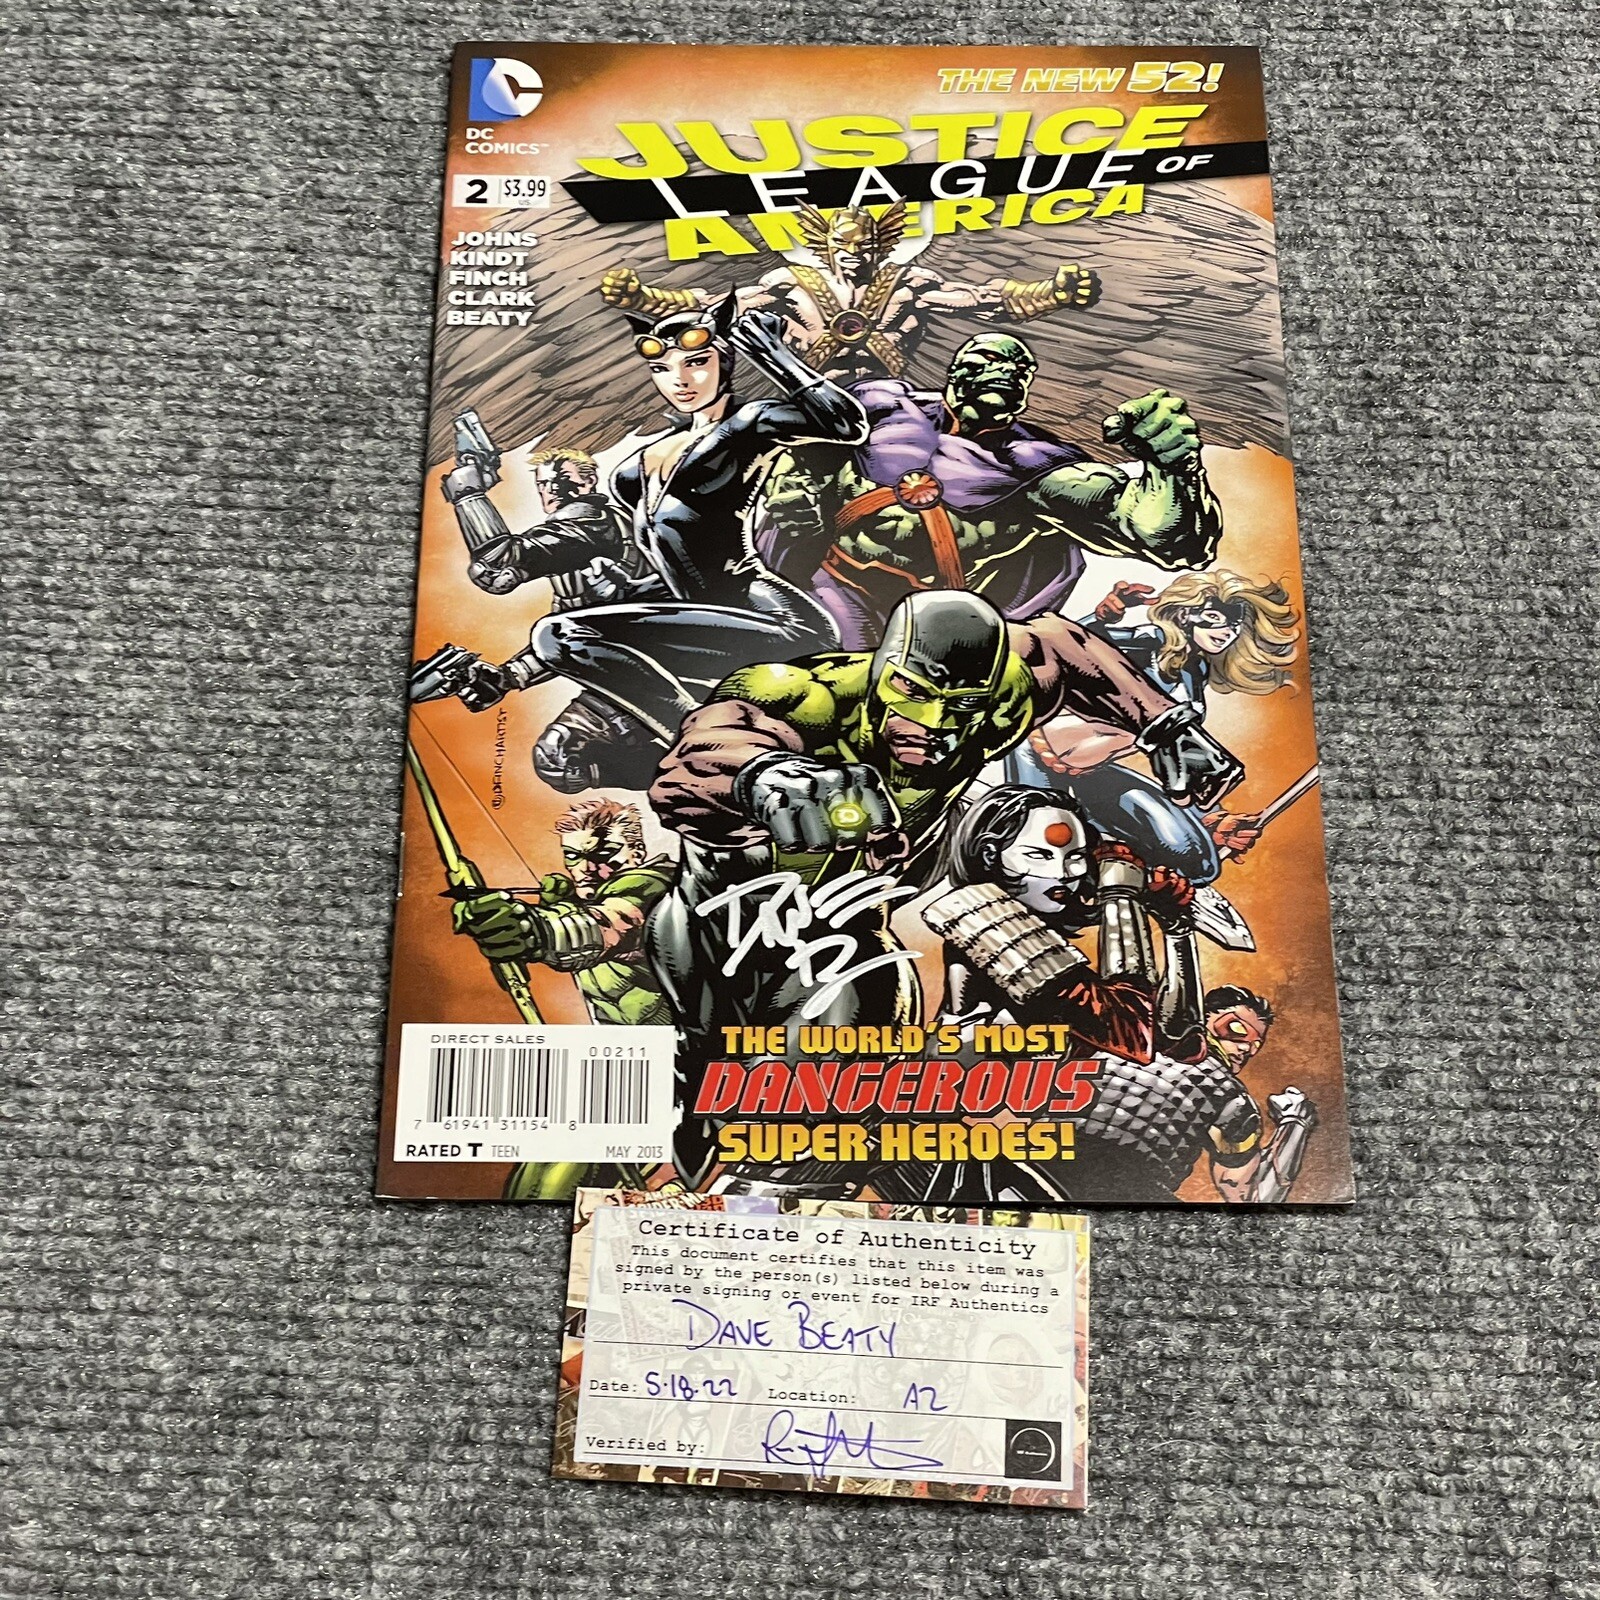 THE NEW 52!
DC
COMICS™
JUSTICE
LEAGUE OF
AMERICA
2 $3.99
US
JOHNS
KINDT
FINCH
CLARK
BEATY
DFINCHARTIST
DAVE B
DIRECT SALES
00211
7 61941 31154 8
RATED T TEEN MAY 2013
THE WORLD'S MOST
DANGEROUS
SUPER HEROES!
Certificate of Authenticity
This document certifies that this item was
signed by the person(s) listed below during a
private signing or event for IRF Authentics
DAVE BEATY
Date: 5.18.22 Location: AZ
Verified by: